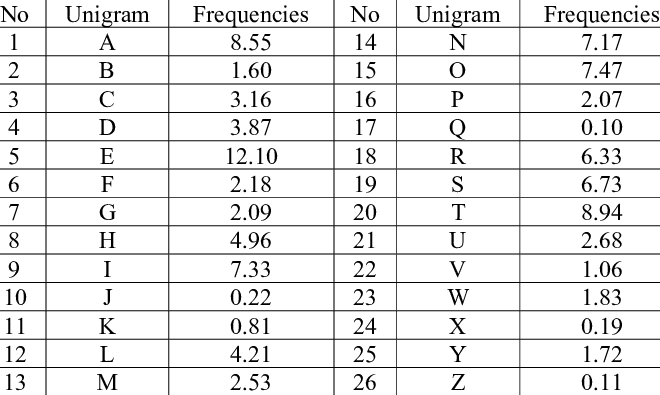 No Unigram Frequencies No Unigram Frequencies
1 A 8.55 14 N 7.17
2 B 1.60 15 O 7.47
3 C 3.16 16 P 2.07
4 D 3.87 17 Q 0.10
5 E 12.10 18 R 6.33
6 F 2.18 19 S 6.73
7 G 2.09 20 T 8.94
8 H 4.96 21 U 2.68
9 I 7.33 22 V 1.06
10 J 0.22 23 W 1.83
11 K 0.81 24 X 0.19
12 L 4.21 25 Y 1.72
13 M 2.53 26 Z 0.11